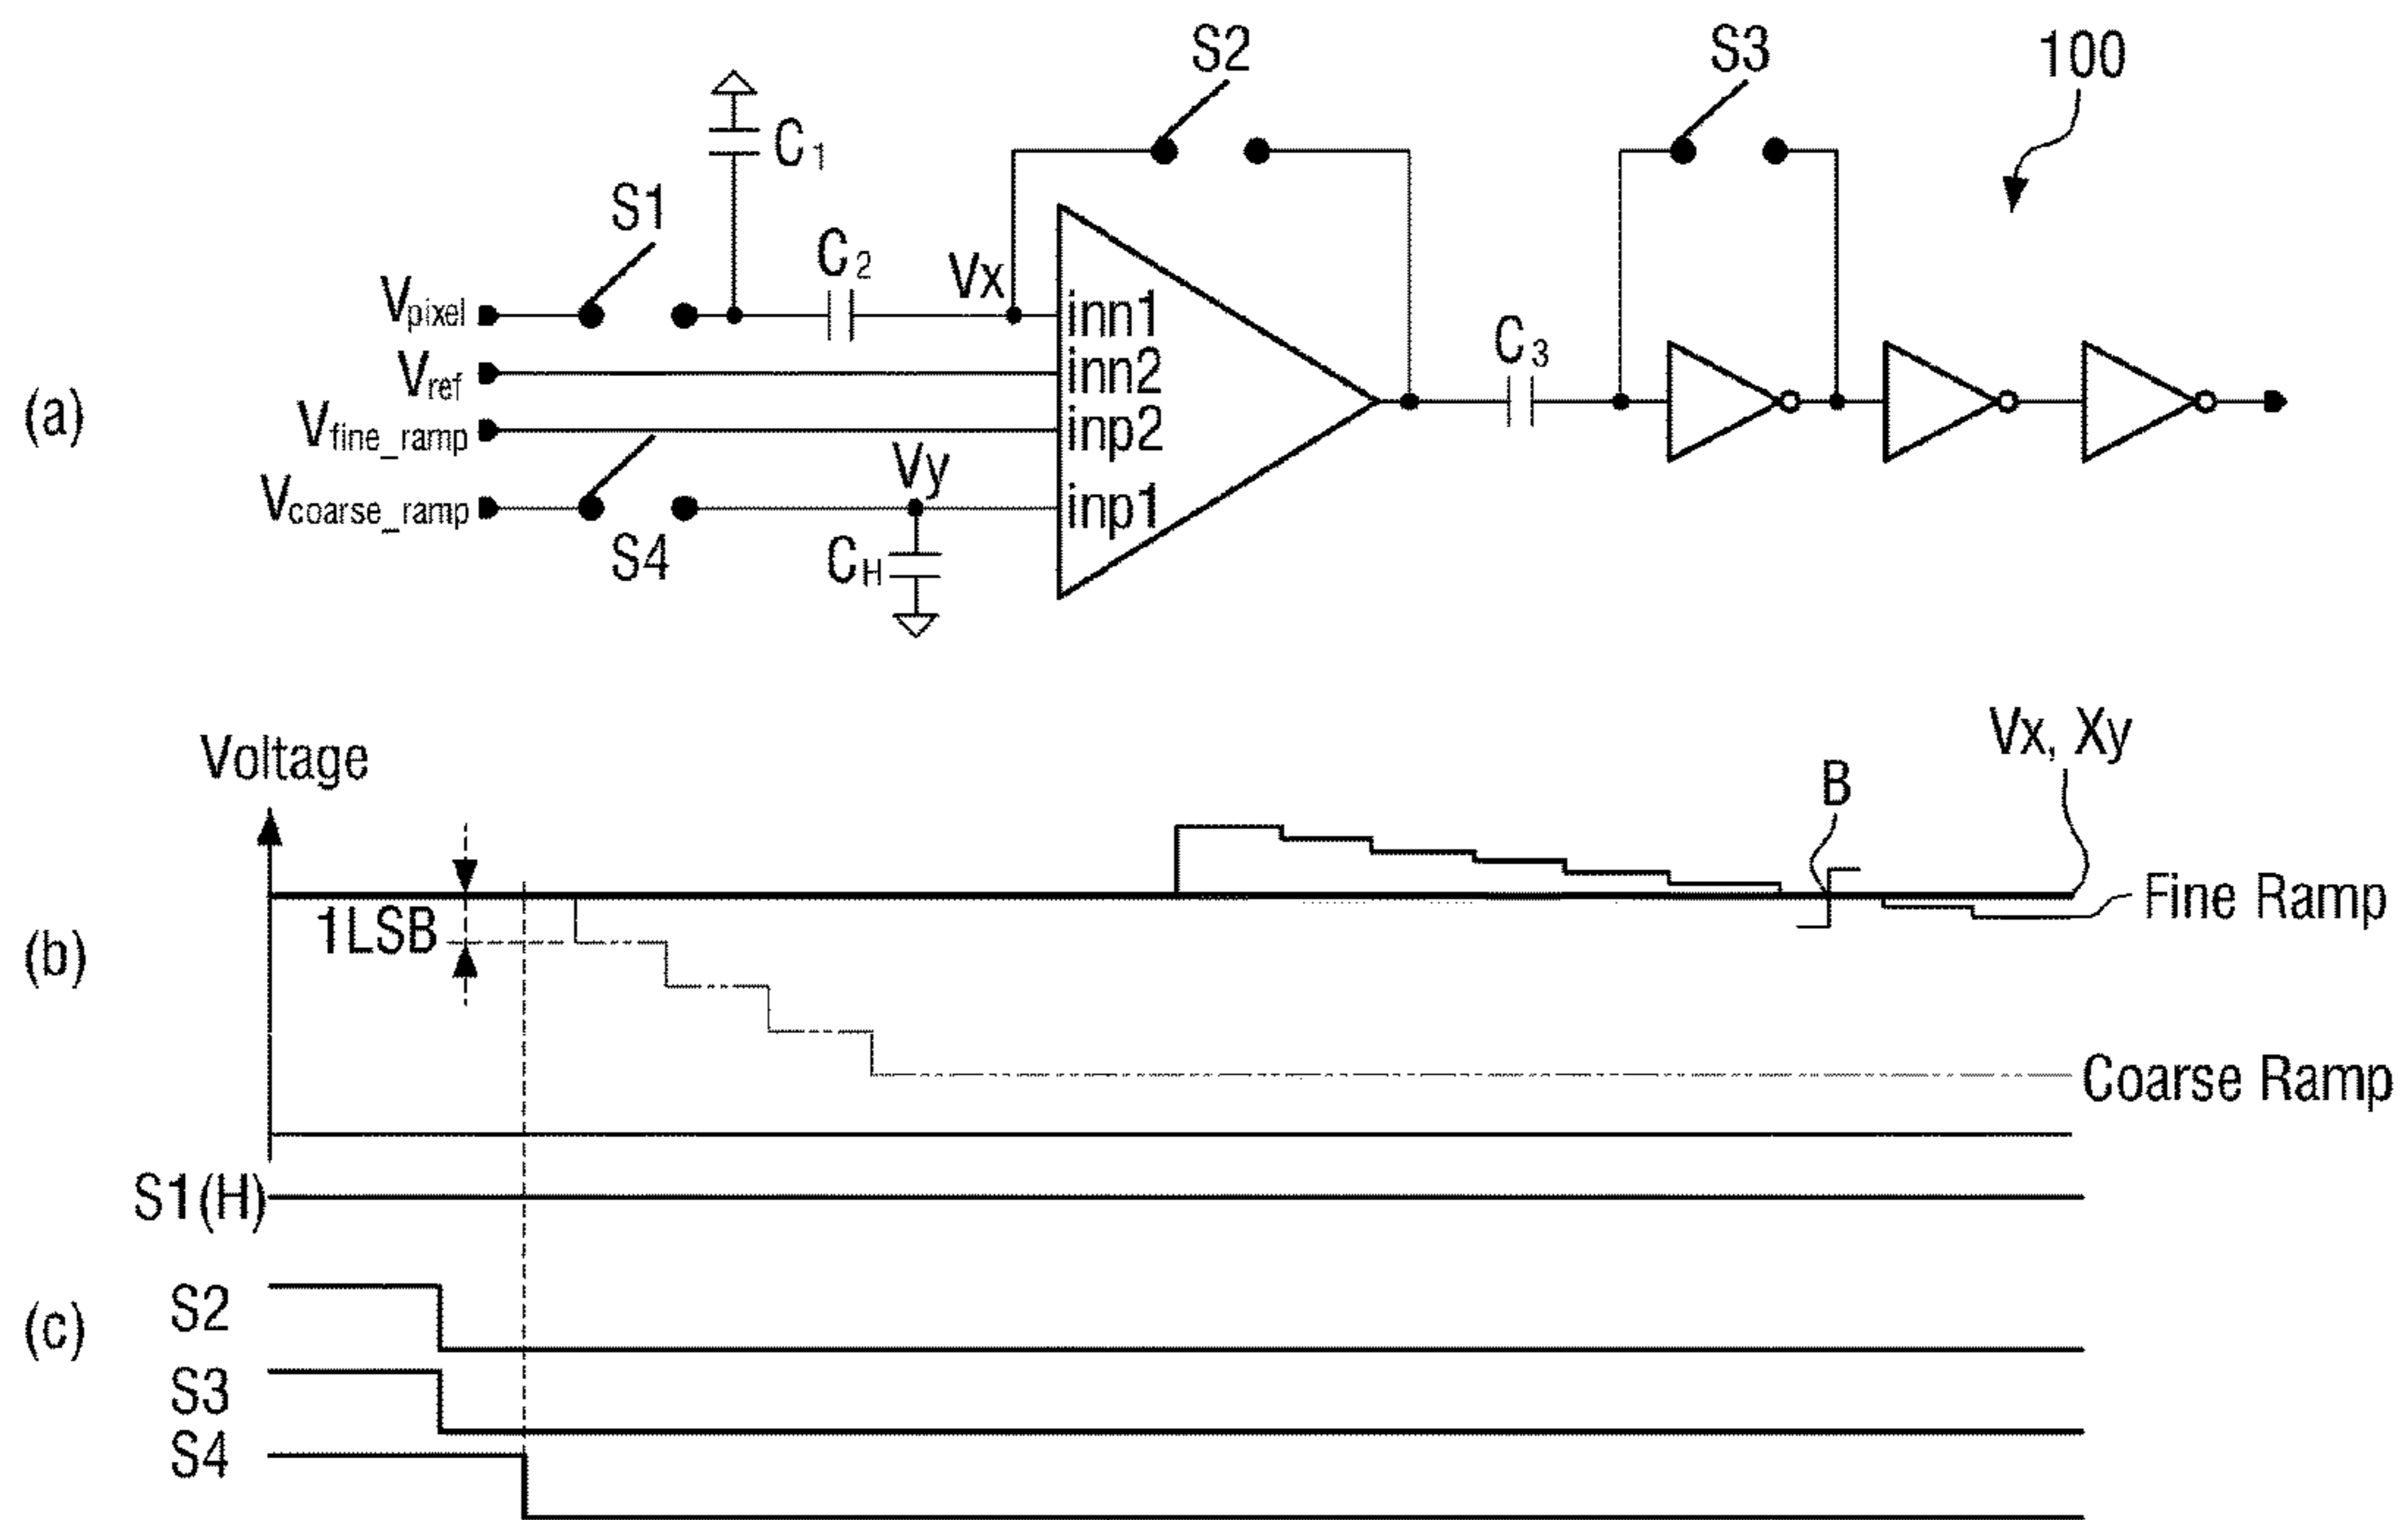 S2
S3
100
C1
S1
C2
Vx
Vpixel
inn1
Vref
inn2
C3
(a)
Vfine_ramp
inp2
Vy
Vcoarse_ramp
inp1
S4
CH
Voltage
Vx, Xy
B
1LSB
Fine Ramp
(b)
Coarse Ramp
S1(H)
S2
(c)
S3
S4